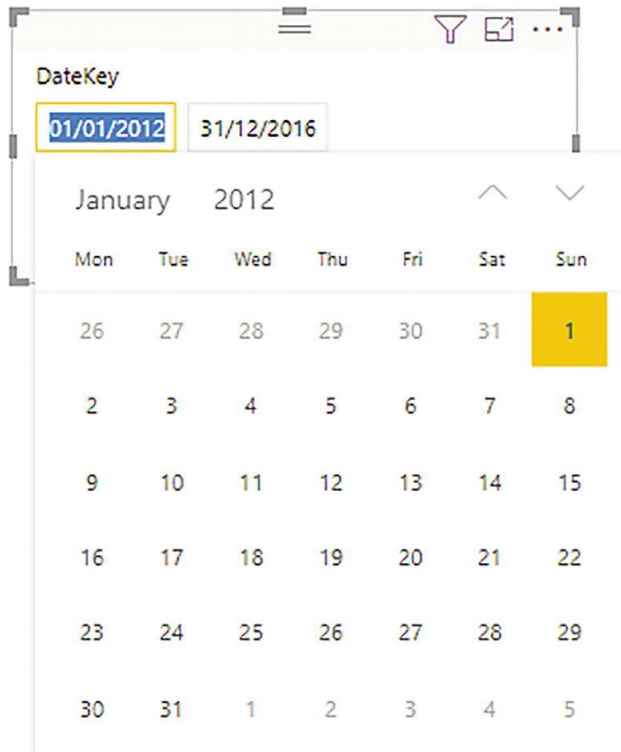 DateKey
01/01/2012 31/12/2016
January 2012
Mon Tue Wed Thu Fri Sat Sun
26 27 28 29 30 31 1
2 3 4 5 6 7 8
9 10 11 12 13 14 15
16 17 18 19 20 21 22
23 24 25 26 27 28 29
30 31 1 2 3 4 5